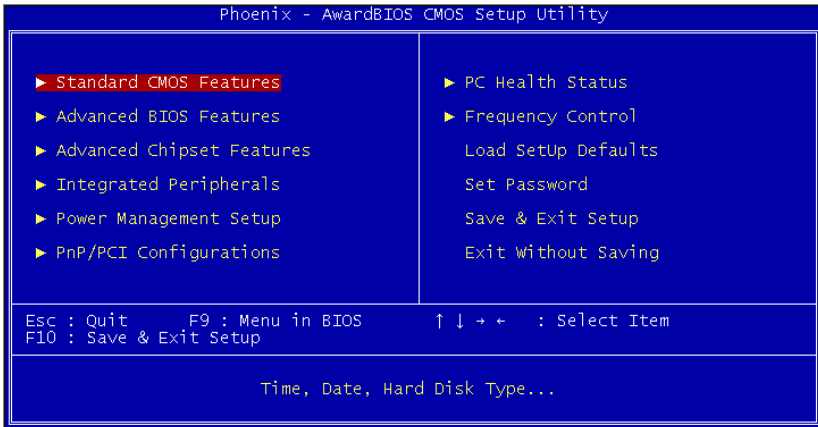 Phoenix - AwardBIOS CMOS Setup Utility
► Standard CMOS Features
► Advanced BIOS Features
► Advanced Chipset Features
► Integrated Peripherals
► Power Management Setup
► PnP/PCI Configurations
► PC Health Status
► Frequency Control
Load SetUp Defaults
Set Password
Save & Exit Setup
Exit Without Saving
Esc : Quit F9 : Menu in BIOS ↑ ↓ → ← : Select Item
F10 : Save & Exit Setup
Time, Date, Hard Disk Type...